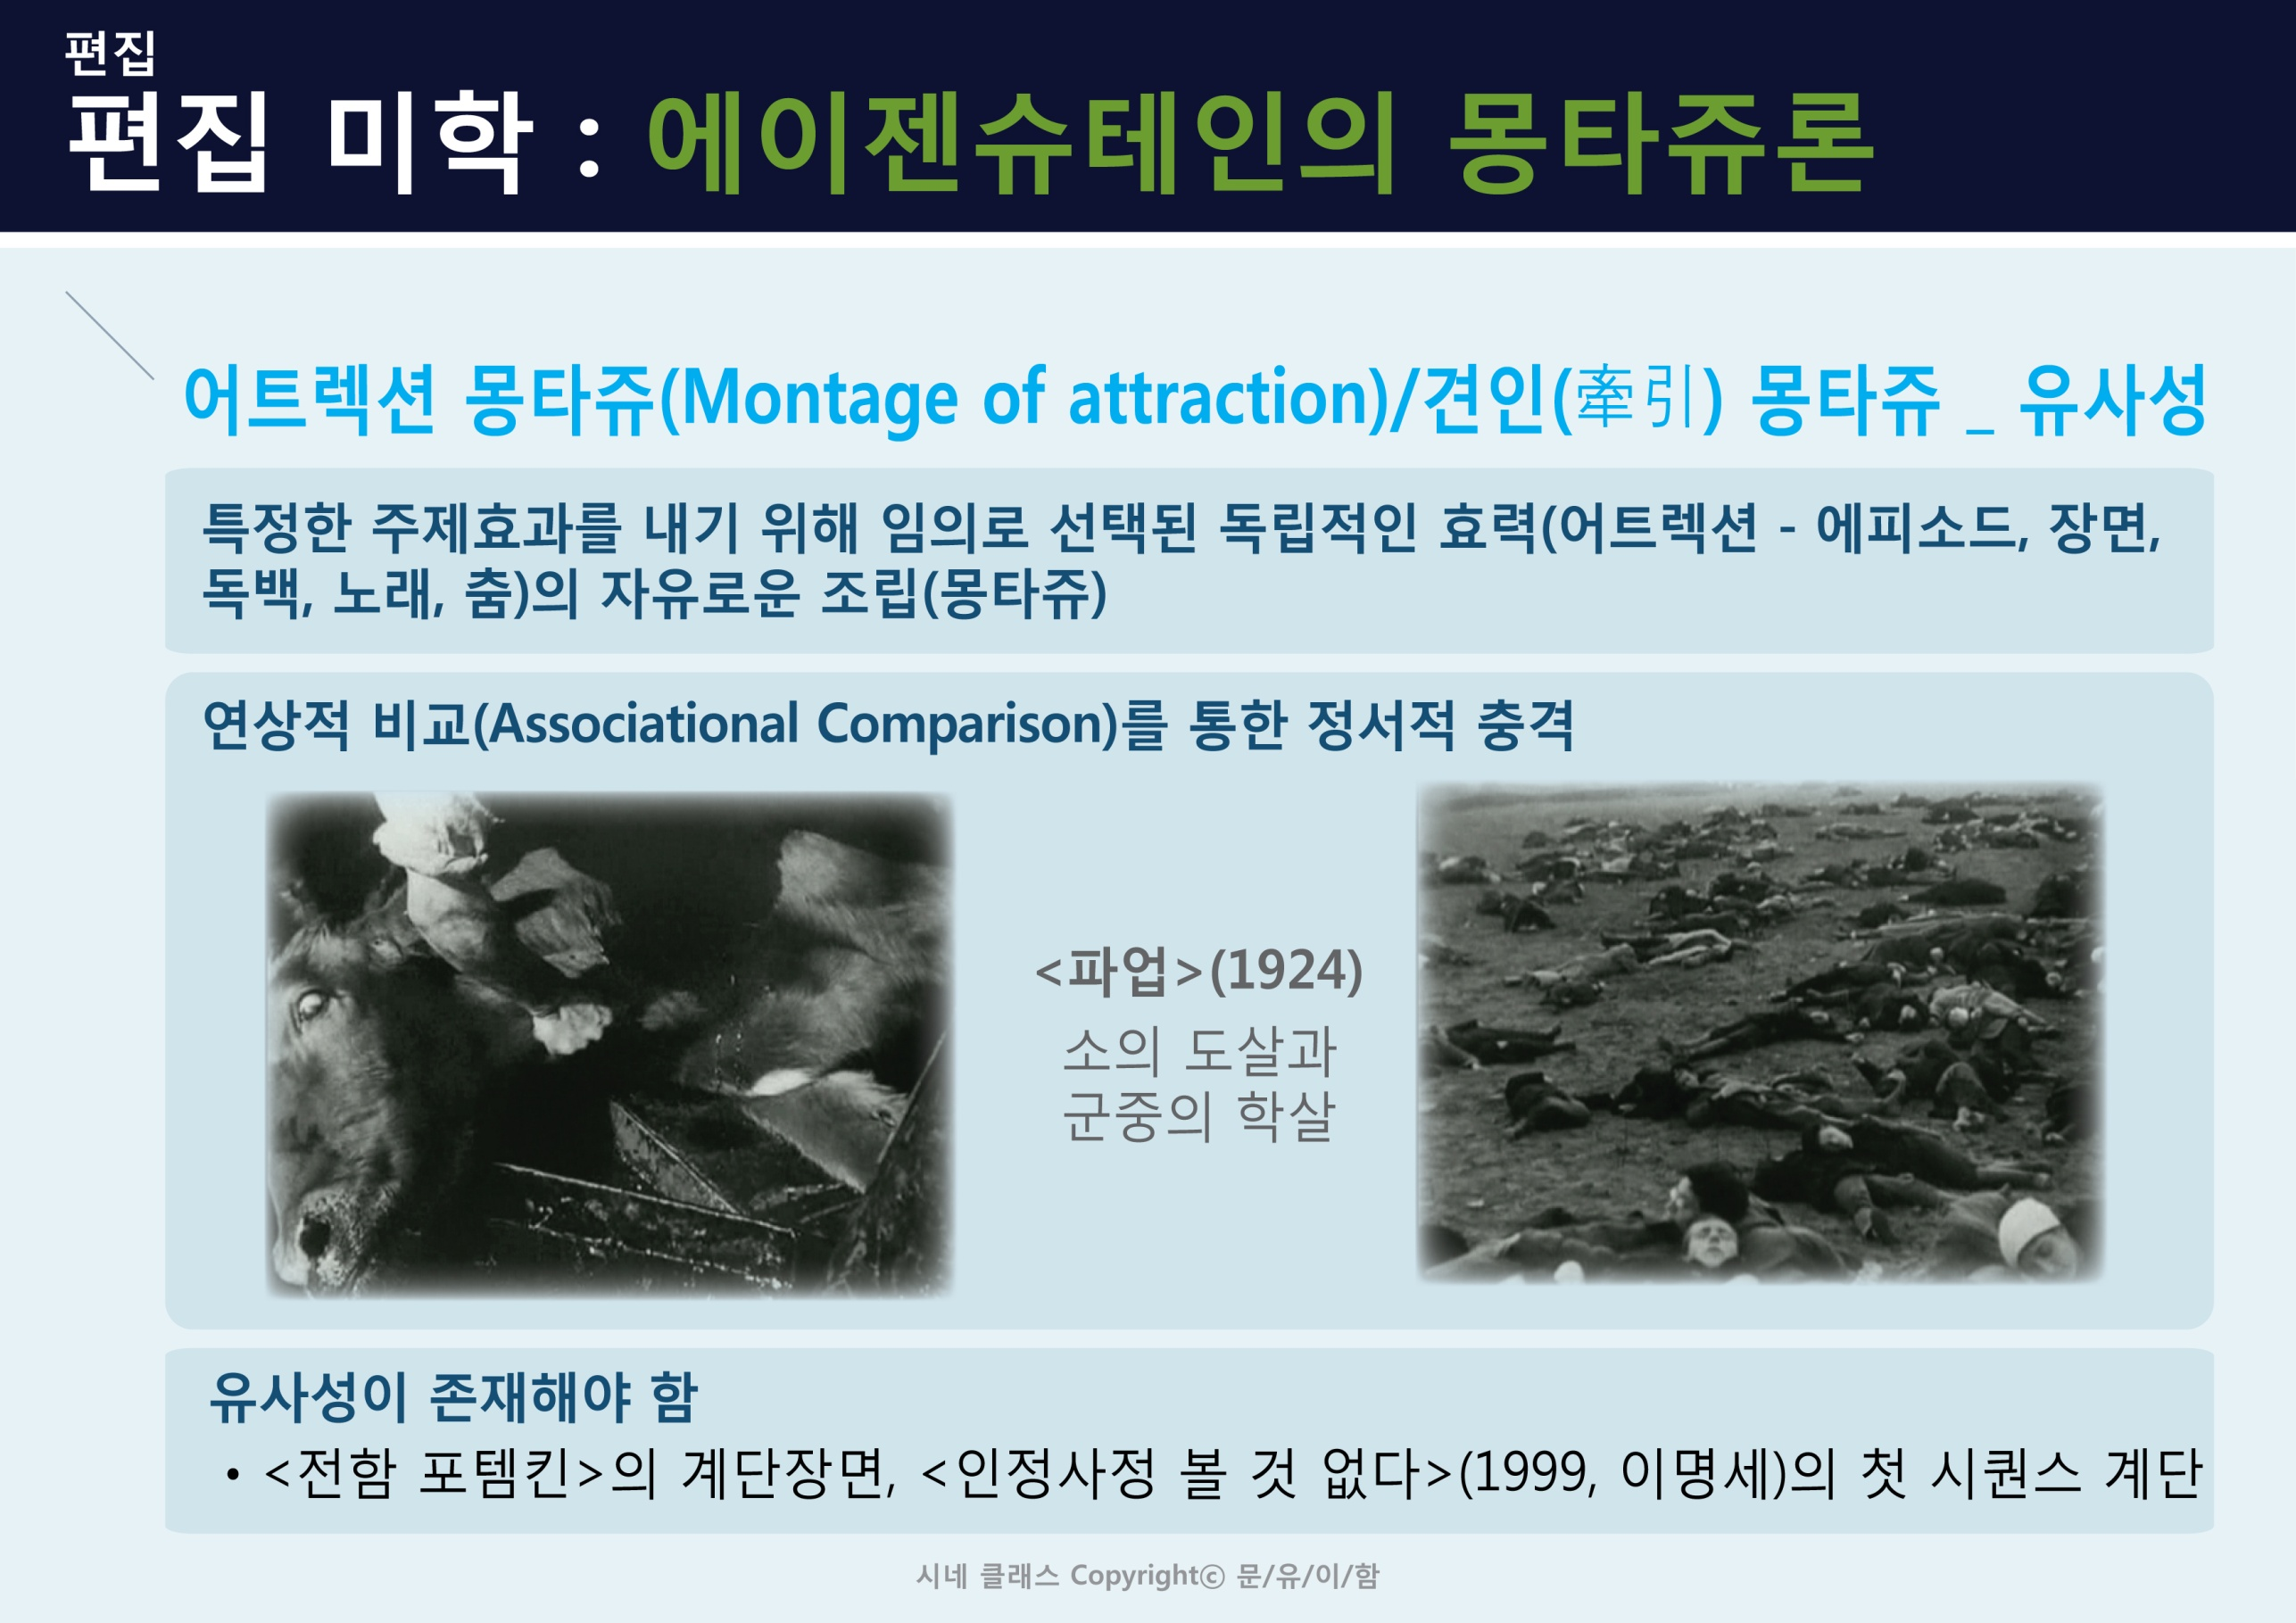 편집
편집 미학 : 에이젠슈테인의 몽타쥬론
어트렉션 몽타쥬(Montage of attraction)/견인(牽引) 몽타쥬 _ 유사성
특정한 주제효과를 내기 위해 임의로 선택된 독립적인 효력(어트렉션 - 에피소드, 장면,
독백, 노래, 춤)의 자유로운 조립(몽타쥬)
연상적 비교(Associational Comparison)를 통한 정서적 충격
<파업>(1924)
소의 도살과
군중의 학살
유사성이 존재해야 함
• <전함 포템킨>의 계단장면, <인정사정 볼 것 없다>(1999, 이명세)의 첫 시퀀스 계단
시네 클래스 Copyright© 문/유/이/함